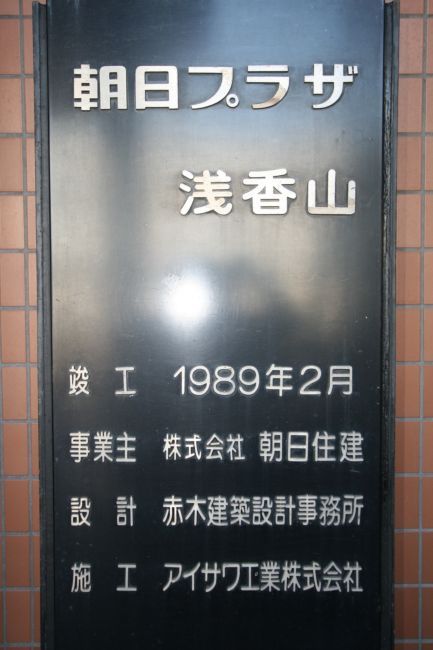 朝日プラザ
浅香山
竣工 1989年2月
事業主 株式会社 朝日住建
設計 赤木建築設計事務所
施工 アイサワ工業株式会社